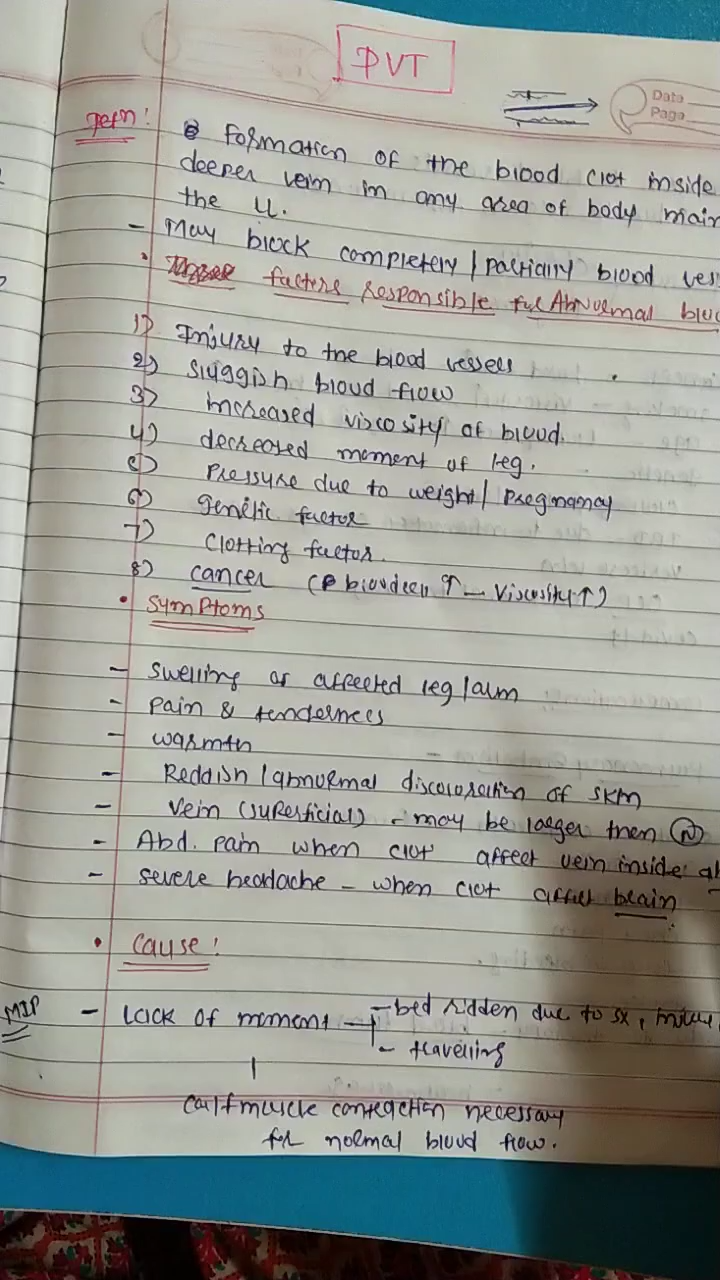 DVT
Date
Page
Defn:
Formation of the blood clot inside
deeper vein in any area of body main
the LL.
- May block completely / partially blood ves
• factors responsible for Abnormal bloo
1) Injury to the blood vessels
2) Sluggish blood flow
3) increased viscosity of blood.
4) decreased moment of leg.
5) Pressure due to weight / Pregnancy
6) Genetic factor
7) Clotting factor.
8) cancer ( ↑ - Viscosity ↑)
• Symptoms
- Swelling of affected leg / arm
- Pain & tenderness
- warmth
- Reddish / abnormal discoloration of skin
- Vein (superficial) - may be larger then N
- Abd. pain when clot affect vein inside ab
- severe headache - when clot affect brain
• Cause:
MIP - Lack of moment - bed ridden due to sx,
- travelling
Calf muscle contraction necessary
for normal blood flow.